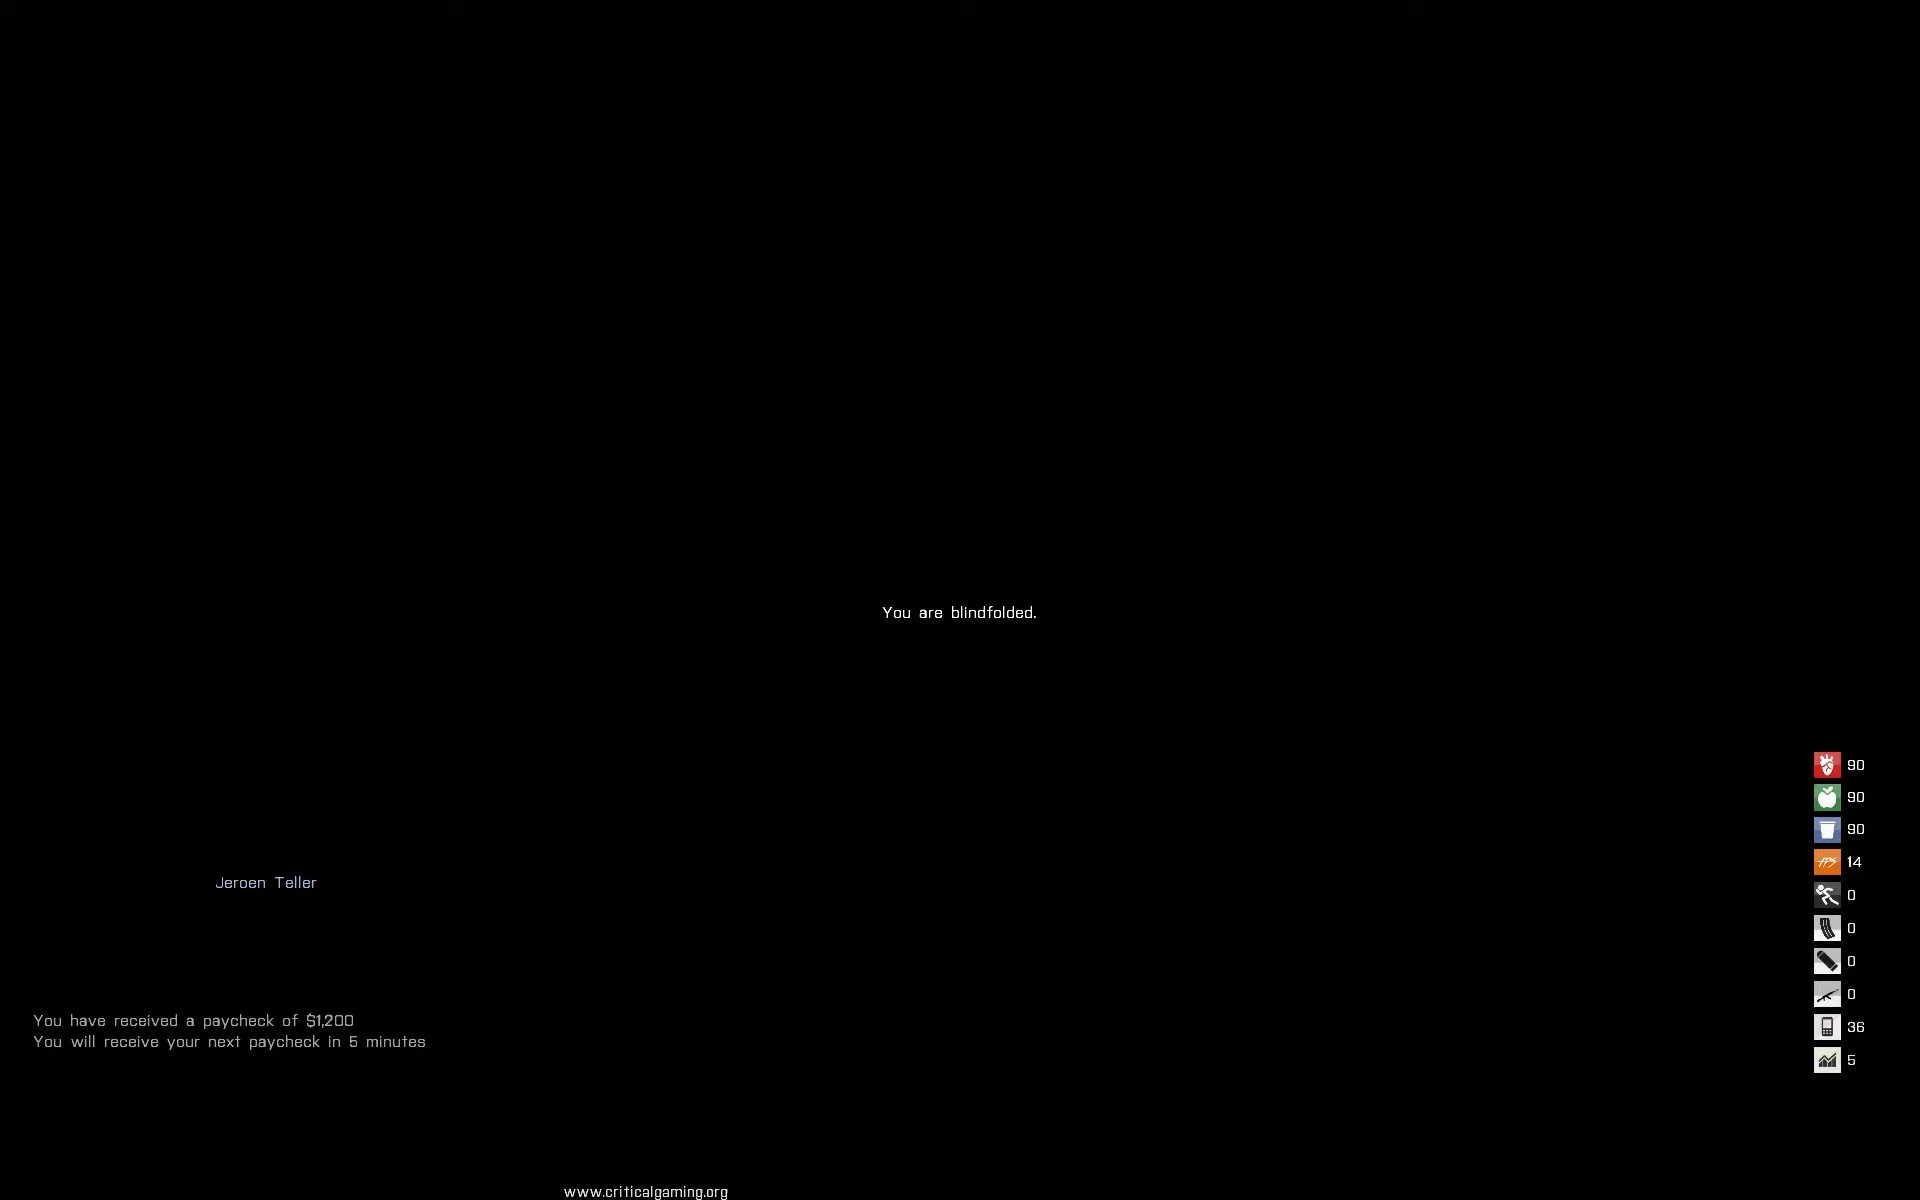 You are blindfolded.
90
90
90
FPS 14
Jeroen Teller
0
0
0
0
You have received a paycheck of $1,200
36
You will receive your next paycheck in 5 minutes
5
www.criticalgaming.org